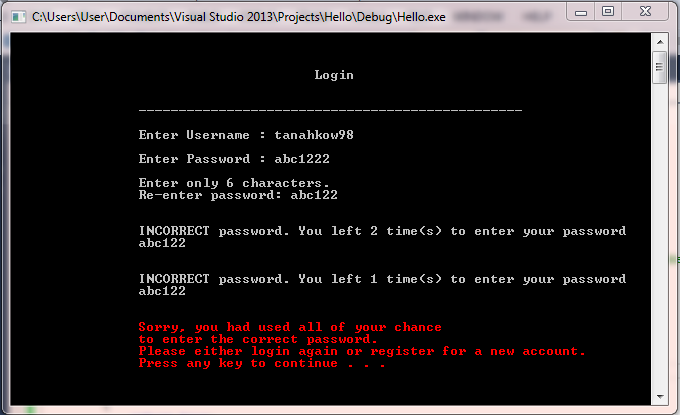 C:\Users\User\Documents\Visual Studio 2013\Projects\Hello\Debug\Hello.exe
Login
________________________________________________
Enter Username : tanahkow98
Enter Password : abc1222
Enter only 6 characters.
Re-enter password: abc122
INCORRECT password. You left 2 time(s) to enter your password
abc122
INCORRECT password. You left 1 time(s) to enter your password
abc122
Sorry, you had used all of your chance
to enter the correct password.
Please either login again or register for a new account.
Press any key to continue . . .